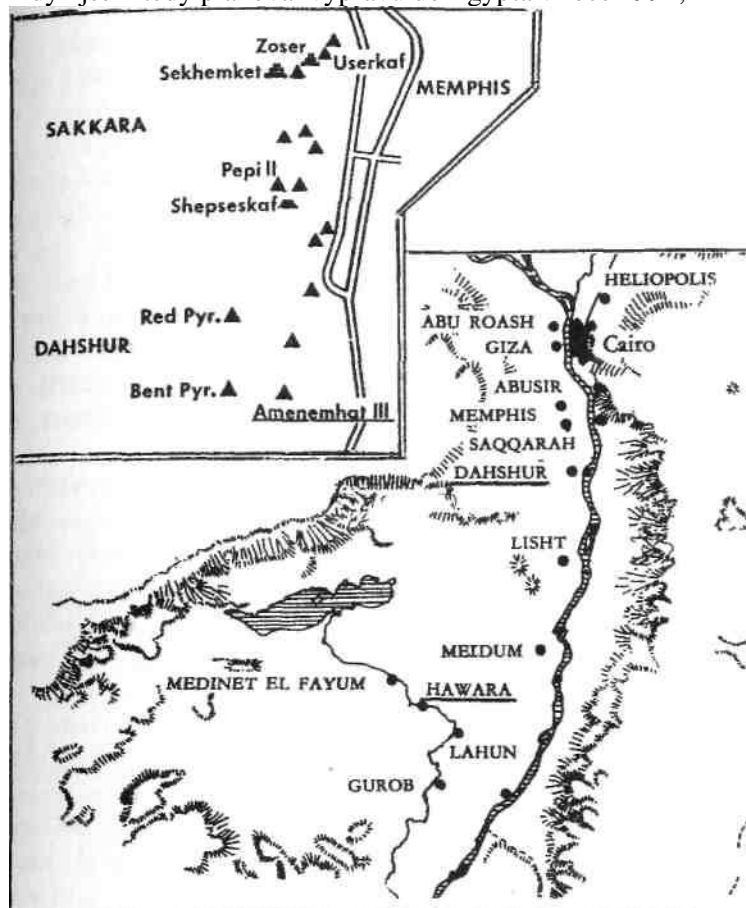 Zoser
Userkaf
Sekhemket
MEMPHIS
SAKKARA
Pepi II
Shepseskaf
Red Pyr.
DAHSHUR
Bent Pyr.
Amenemhat III
HELIOPOLIS
ABU ROASH
Cairo
GIZA
ABUSIR
MEMPHIS
SAQQARAH
DAHSHUR
LISHT
MEIDUM
MEDINET EL FAYUM
HAWARA
LAHUN
GUROB